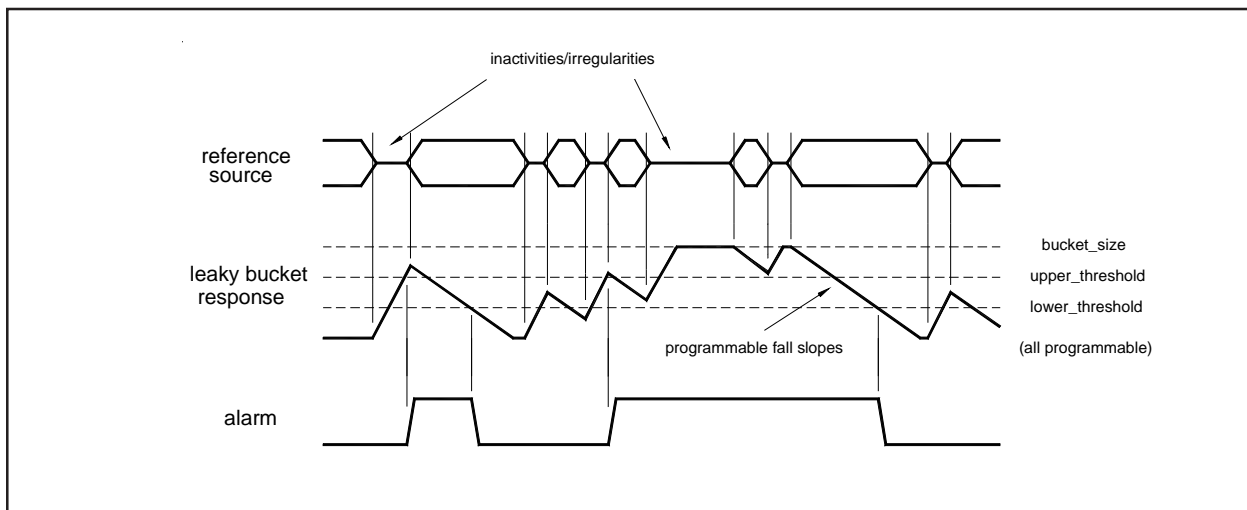 inactivities/irregularities
reference
source
bucket_size
leaky bucket
response
upper_threshold
lower_threshold
programmable fall slopes
(all programmable)
alarm